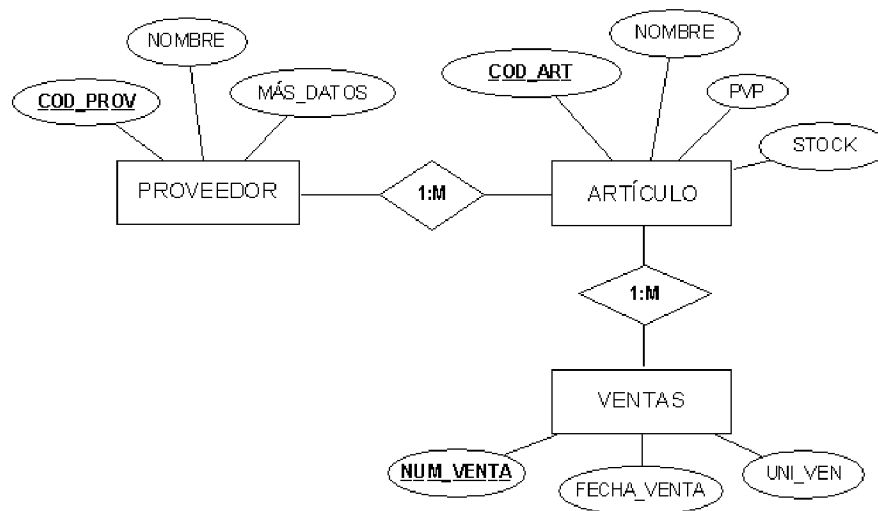 NOMBRE
COD_PROV
MÁS_DATOS
PROVEEDOR
1:M
NOMBRE
COD_ART
PVP
STOCK
ARTÍCULO
1:M
VENTAS
NUM_VENTA
FECHA_VENTA
UNI_VEN